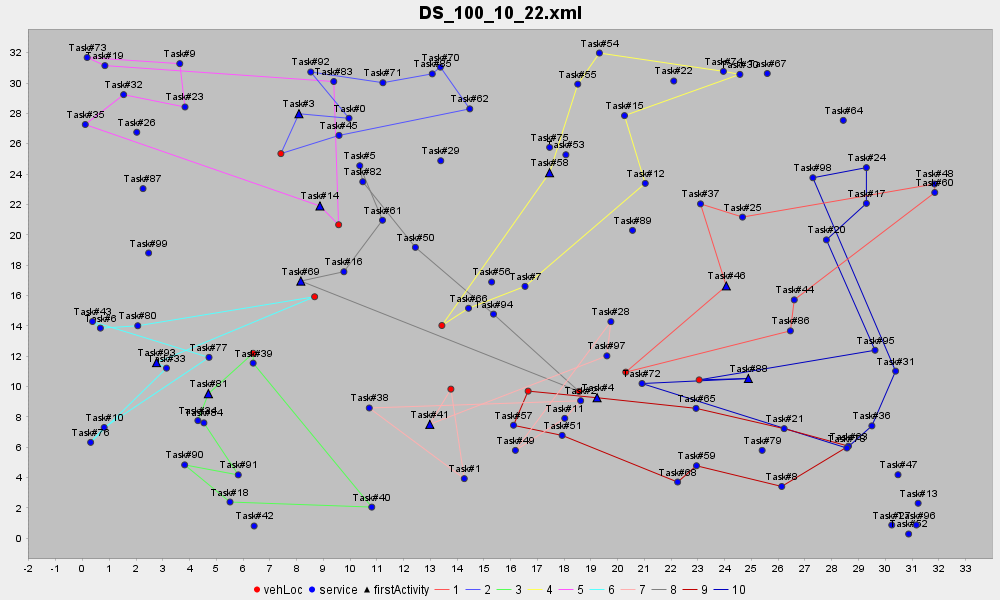 DS_100_10_22.xml
Task#54
Task#73
Task#19
Task#9
Task#92
Task#83
Task#70
Task#71
Task#22
Task#67
Task#55
Task#32
Task#23
Task#3
Task#0
Task#62
Task#15
Task#64
Task#35
Task#26
Task#45
Task#75
Task#53
Task#5
Task#29
Task#58
Task#24
Task#82
Task#98
Task#48
Task#60
Task#87
Task#12
Task#14
Task#37
Task#17
Task#61
Task#25
Task#89
Task#20
Task#99
Task#50
Task#16
Task#69
Task#56
Task#7
Task#46
Task#44
Task#66
Task#94
Task#43
Task#6
Task#80
Task#28
Task#86
Task#93
Task#33
Task#77
Task#39
Task#97
Task#95
Task#31
Task#72
Task#88
Task#81
Task#38
Task#4
Task#41
Task#11
Task#65
Task#10
Task#76
Task#84
Task#57
Task#51
Task#21
Task#36
Task#49
Task#79
Task#63
Task#90
Task#91
Task#1
Task#68
Task#59
Task#8
Task#47
Task#18
Task#40
Task#42
Task#13
Task#96
Task#52
32
30
28
26
24
22
20
18
16
14
12
10
8
6
4
2
0
-2 -1 0 1 2 3 4 5 6 7 8 9 10 11 12 13 14 15 16 17 18 19 20 21 22 23 24 25 26 27 28 29 30 31 32 33
vehLoc service firstActivity 1 2 3 4 5 6 7 8 9 10